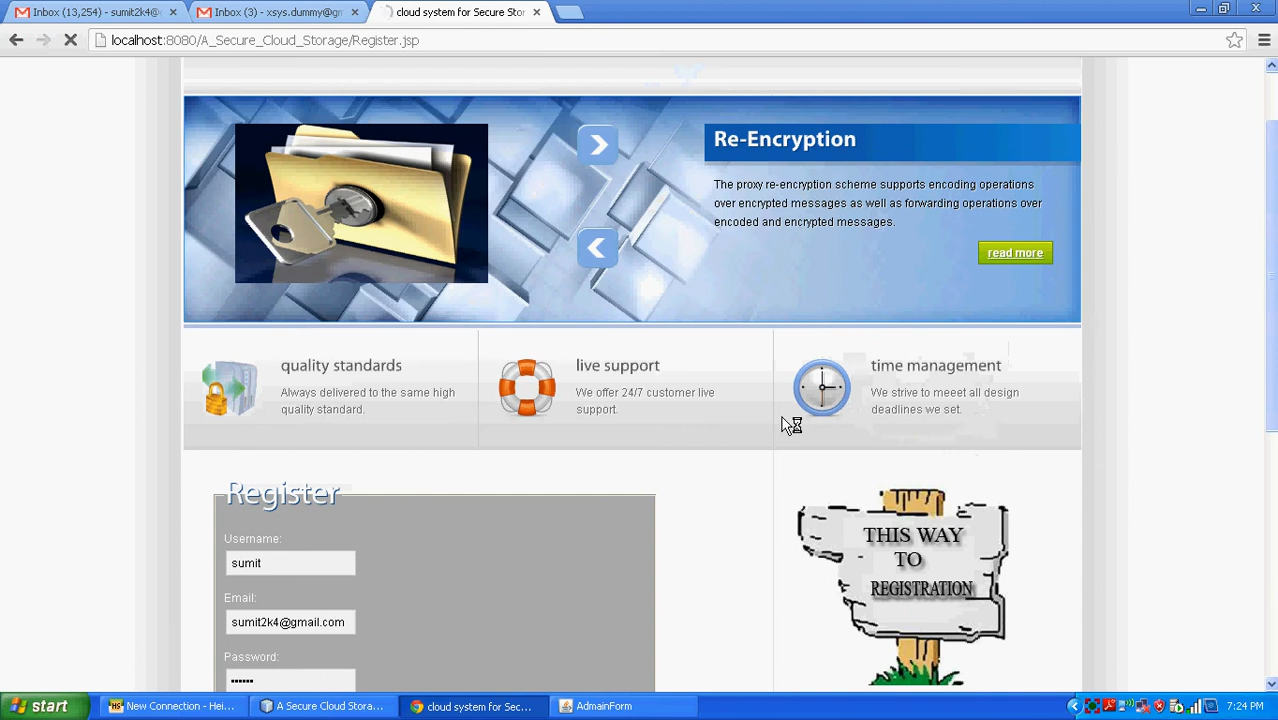 Inbox (13,254) - sumit2k4@
Inbox (3) - xsys.dummy@gm
cloud system for Secure Stor
localhost:8080/A_Secure_Cloud_Storage/Register.jsp
Re-Encryption
The proxy re-encryption scheme supports encoding operations
over encrypted messages as well as forwarding operations over
encoded and encrypted messages.
read more
quality standards
Always delivered to the same high
quality standard.
live support
We offer 24/7 customer live
support.
time management
We strive to meeet all design
deadlines we set.
Register
Username:
sumit
Email:
sumit2k4@gmail.com
Password:
••••••
THIS WAY
TO
REGISTRATION
start
New Connection - Hei...
A Secure Cloud Stora...
cloud system for Sec...
AdmainForm
7:24 PM